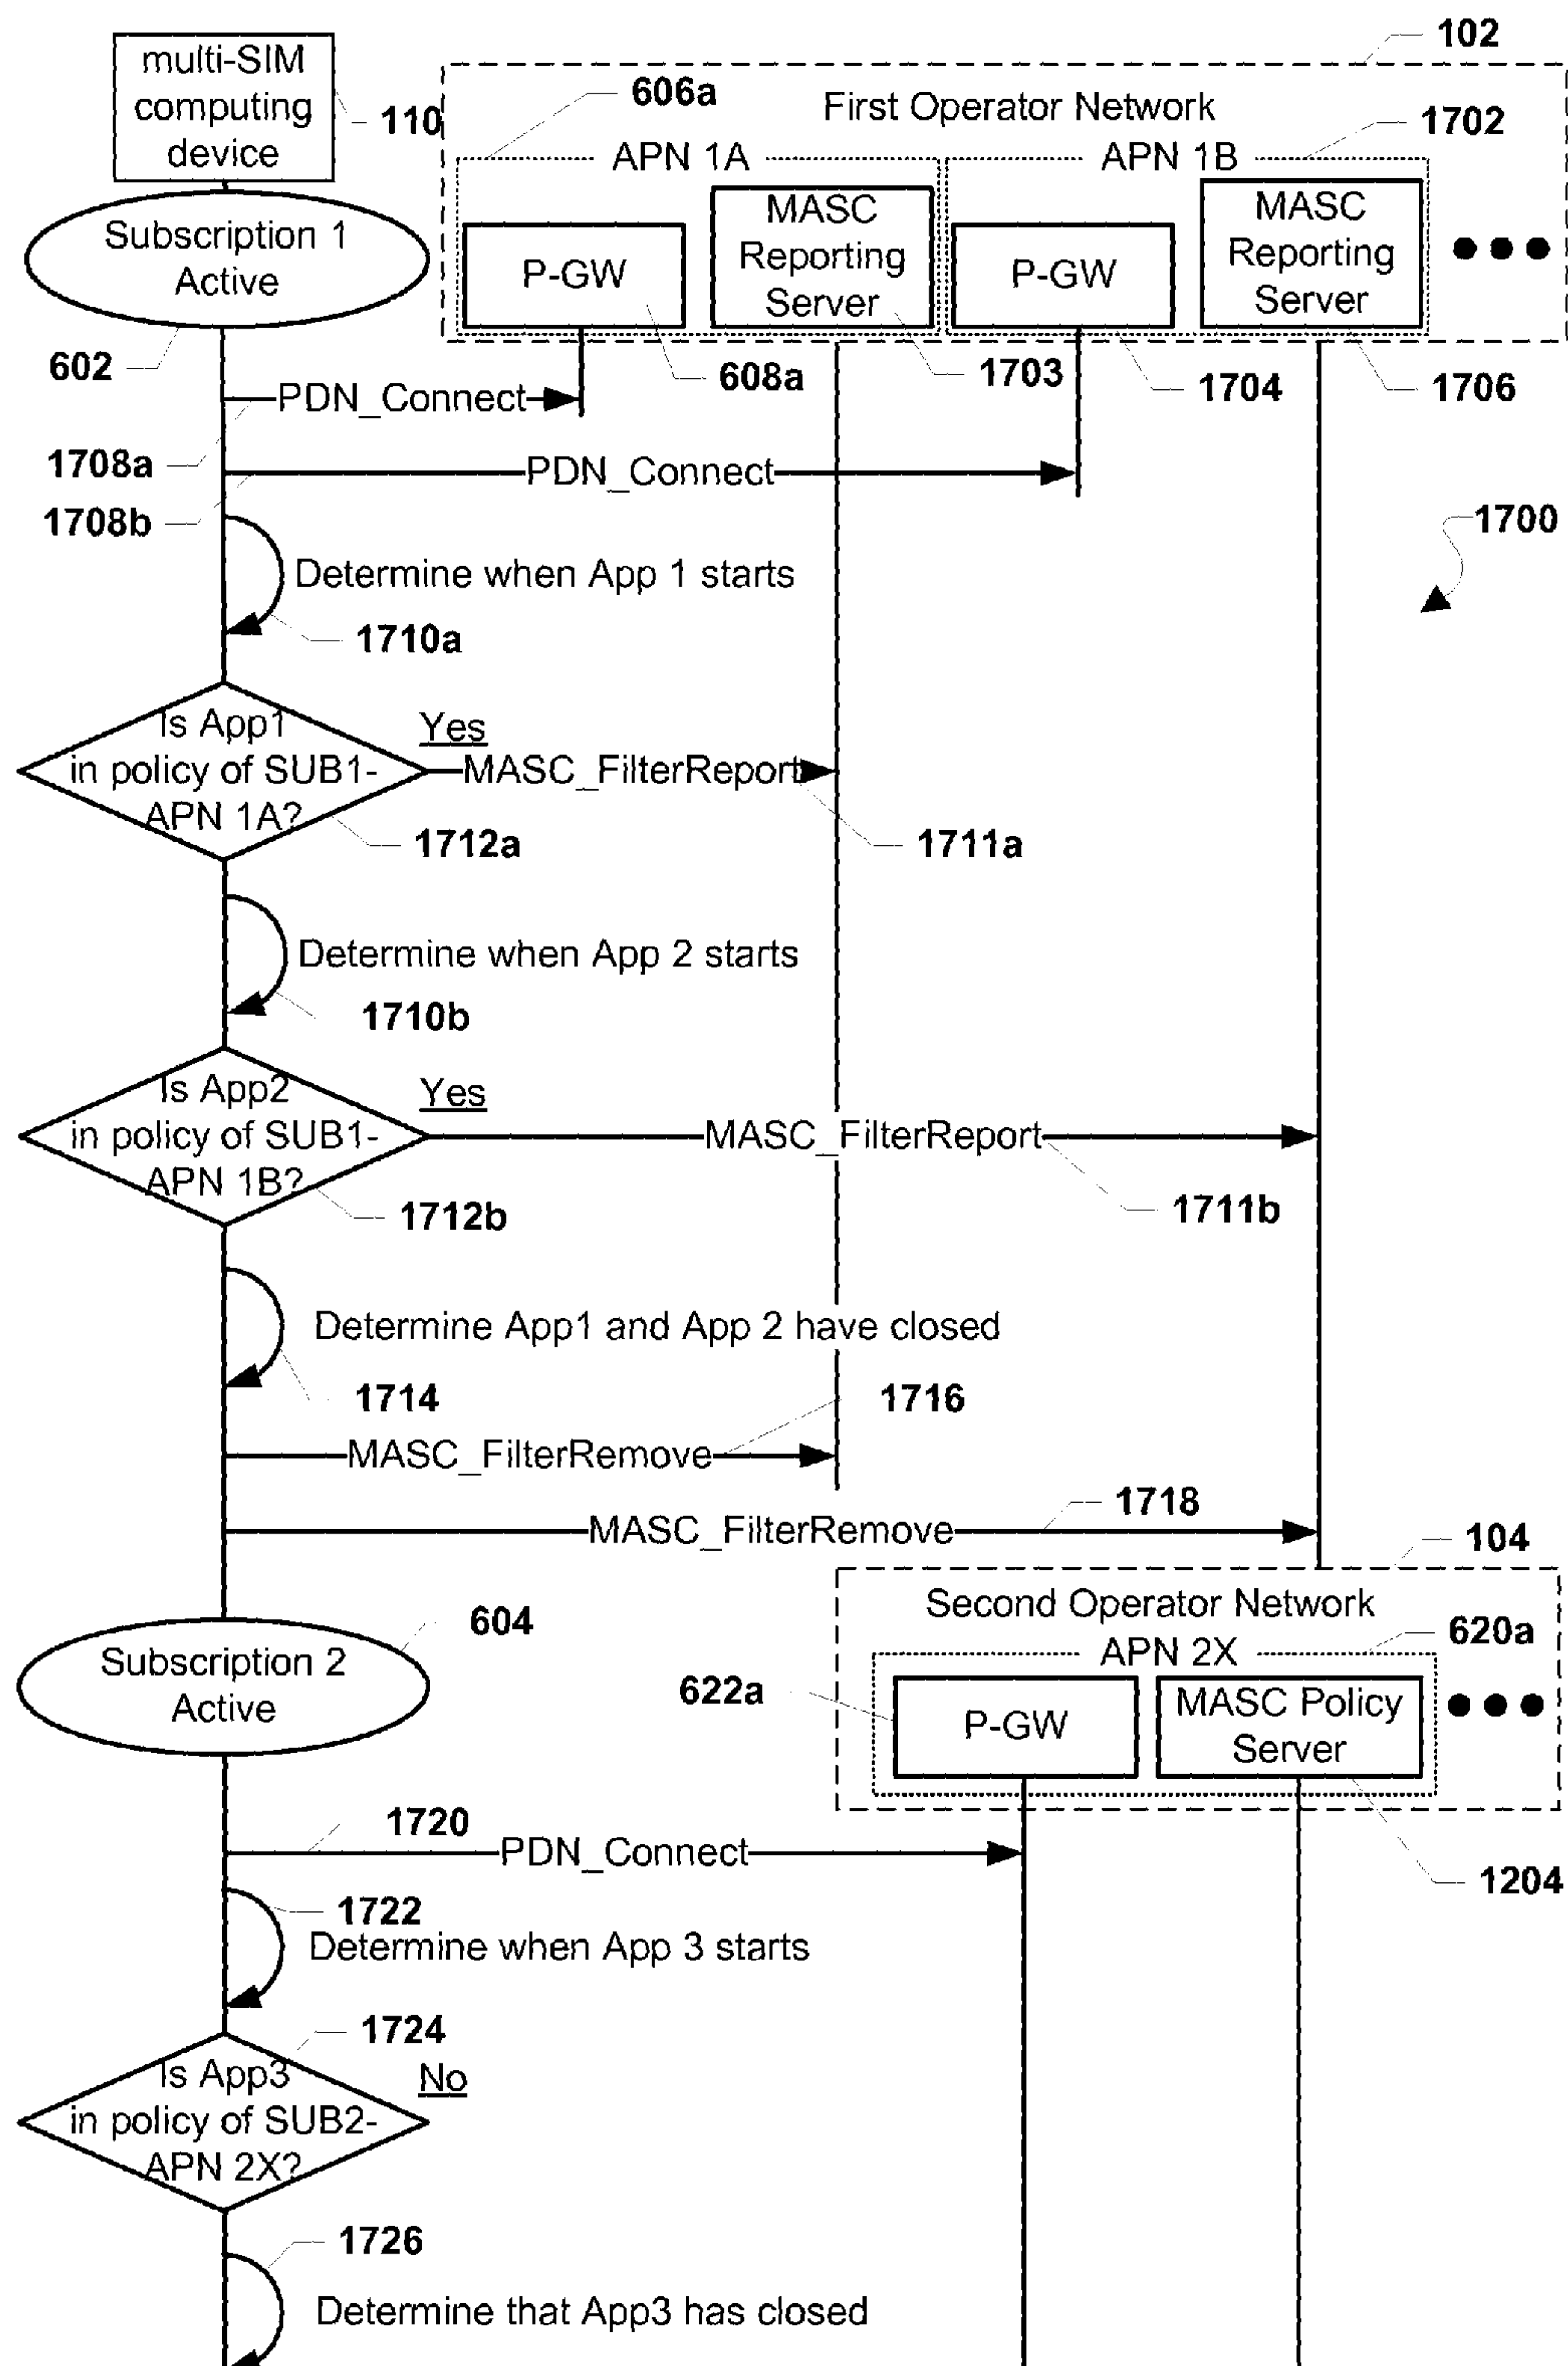 multi-SIM
computing
device
110
102
First Operator Network
606a
1702
APN 1A
APN 1B
Subscription 1
Active
P-GW
MASC
Reporting
Server
P-GW
MASC
Reporting
Server
602
608a
1703
1704
1706
PDN_Connect
1708a
PDN_Connect
1708b
1700
Determine when App 1 starts
1710a
Is App1
in policy of SUB1-
APN 1A?
Yes
MASC_FilterReport
1712a
1711a
Determine when App 2 starts
1710b
Is App2
in policy of SUB1-
APN 1B?
Yes
MASC_FilterReport
1712b
1711b
Determine App1 and App 2 have closed
1714
1716
MASC_FilterRemove
1718
MASC_FilterRemove
104
Second Operator Network
604
620a
APN 2X
Subscription 2
Active
622a
P-GW
MASC Policy
Server
1720
PDN_Connect
1204
1722
Determine when App 3 starts
1724
Is App3
in policy of SUB2-
APN 2X?
No
1726
Determine that App3 has closed